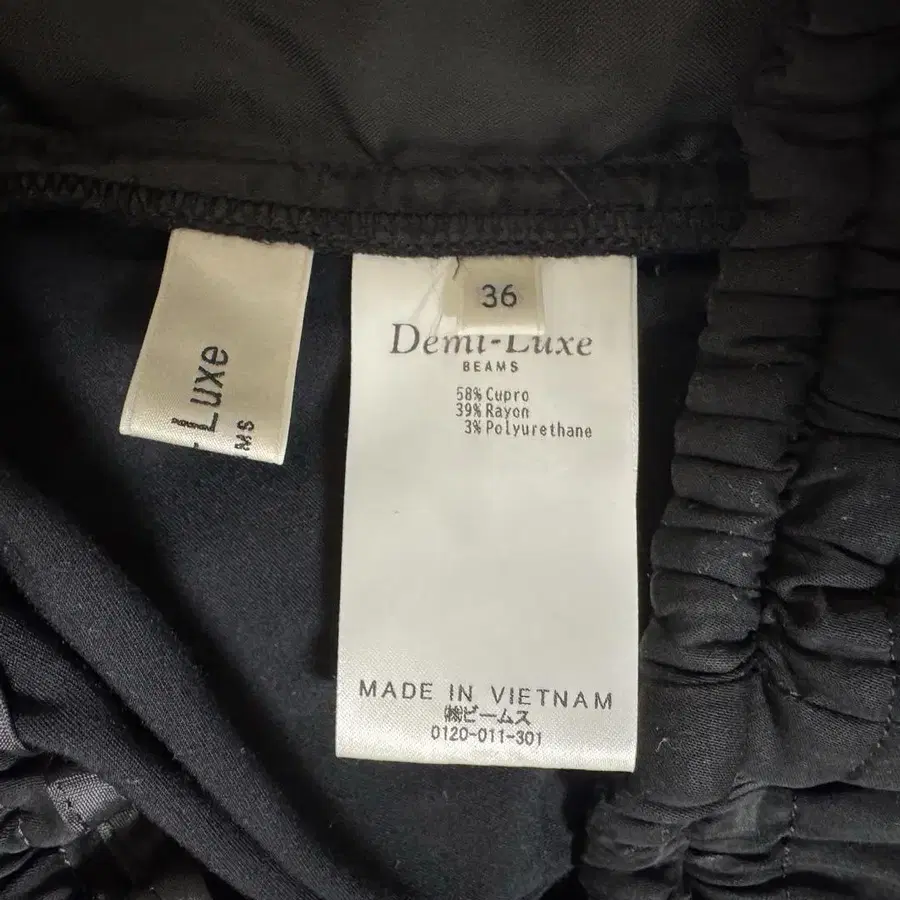 36
Demi-Luxe
BEAMS
58% Cupro
39% Rayon
3% Polyurethane
MADE IN VIETNAM
㈱ビームス
0120-011-301
-Luxe
MS